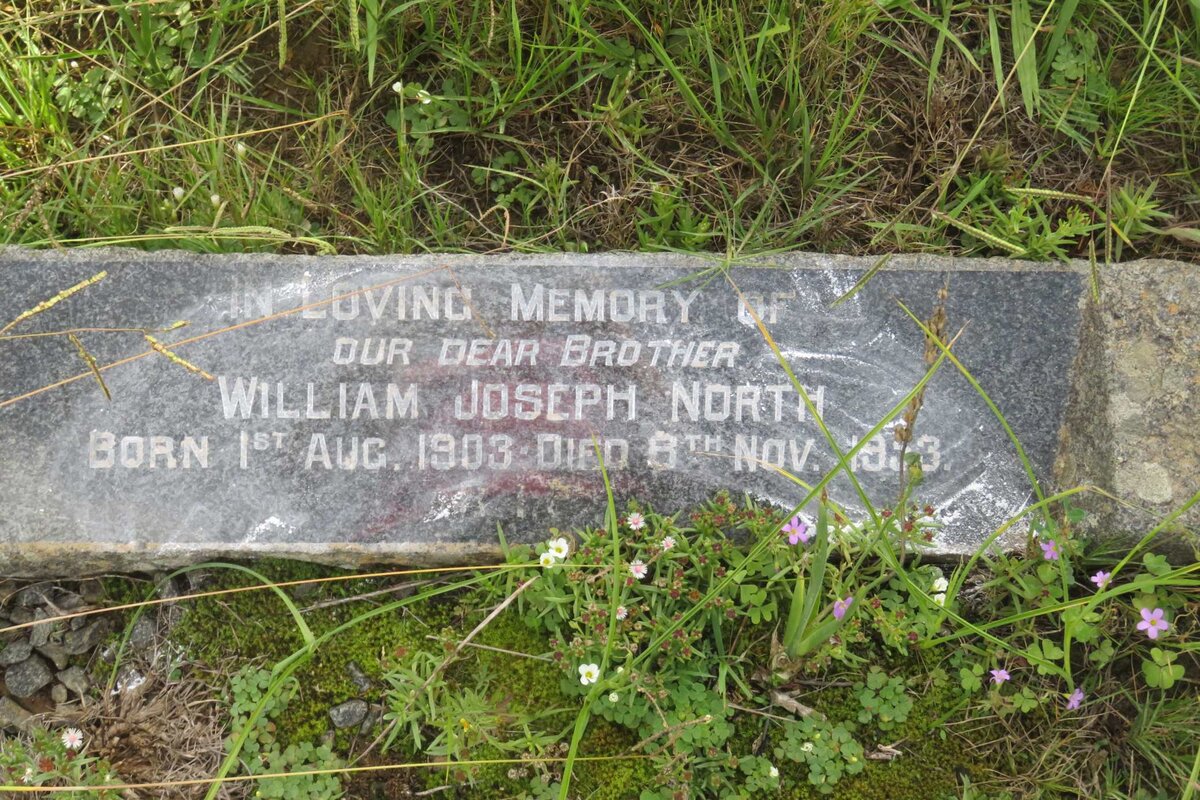 IN LOVING MEMORY OF
OUR DEAR BROTHER
WILLIAM JOSEPH NORTH
BORN 1ST AUG. 1903. DIED 8TH NOV.